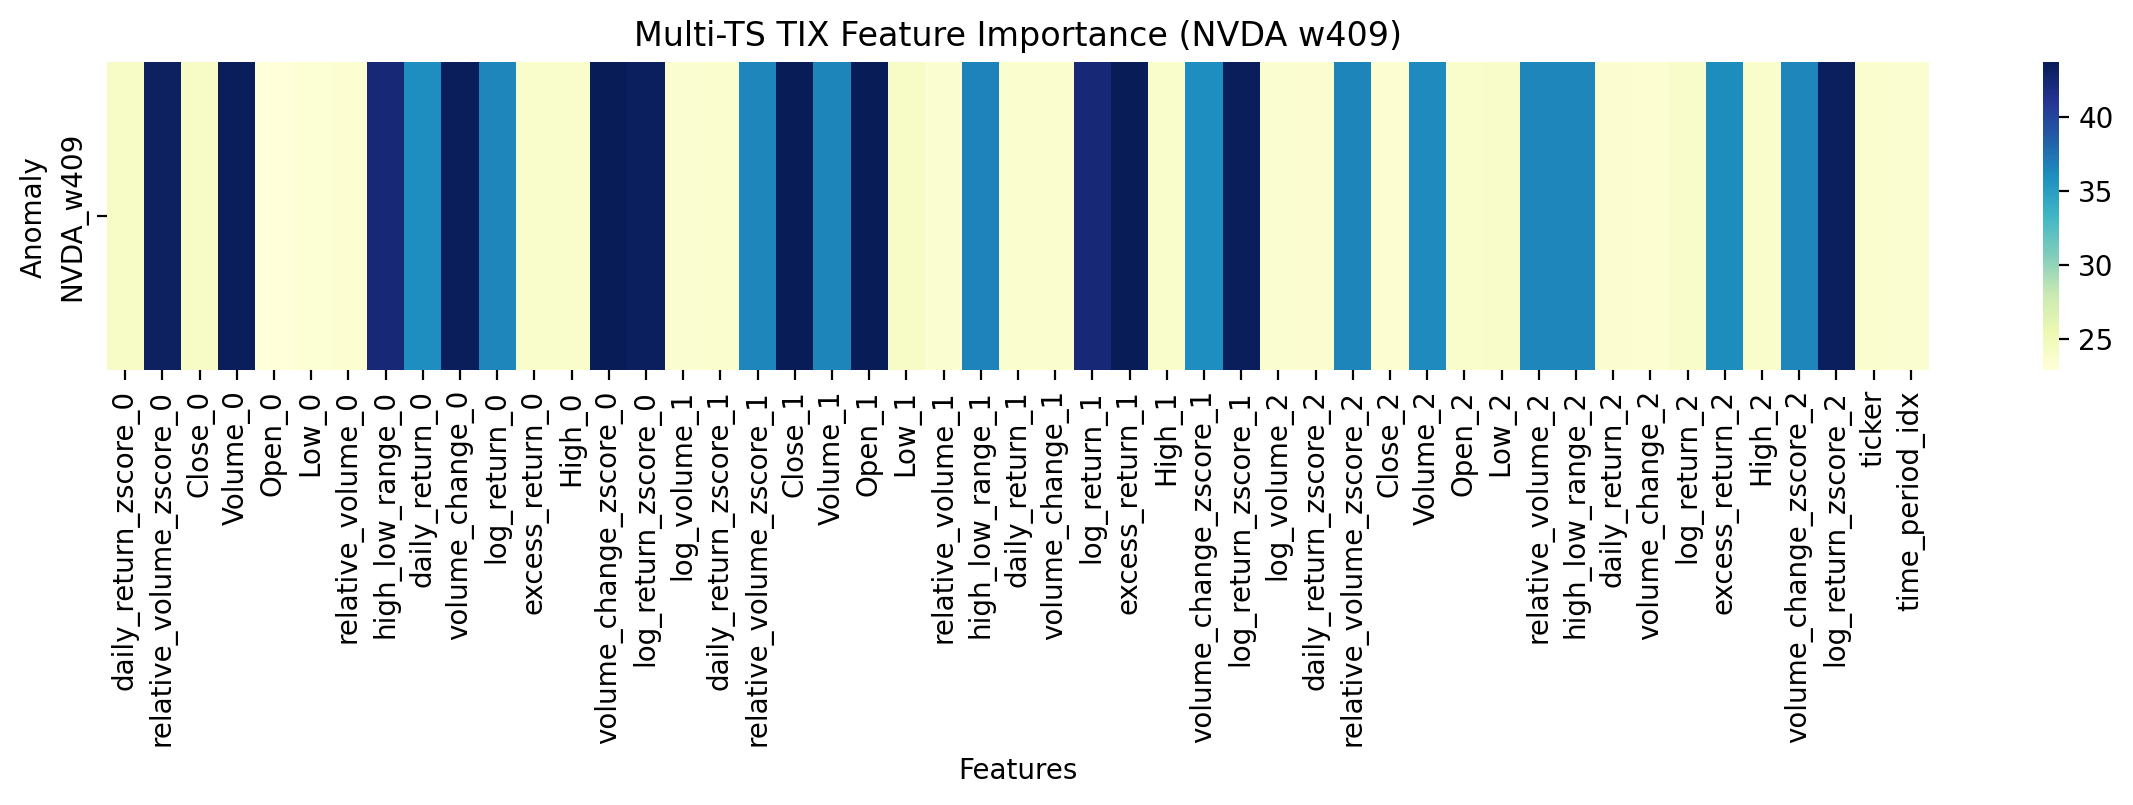 Multi-TS TIX Feature Importance (NVDA w409)
Anomaly
NVDA_w409
40
35
30
25
daily_return_zscore_0
relative_volume_zscore_0
Close_0
Volume_0
Open_0
Low_0
relative_volume_0
high_low_range_0
daily_return_0
volume_change_0
log_return_0
excess_return_0
High_0
volume_change_zscore_0
log_return_zscore_0
log_volume_1
daily_return_zscore_1
relative_volume_zscore_1
Close_1
Volume_1
Open_1
Low_1
relative_volume_1
high_low_range_1
daily_return_1
volume_change_1
log_return_1
excess_return_1
High_1
volume_change_zscore_1
log_return_zscore_1
log_volume_2
daily_return_zscore_2
relative_volume_zscore_2
Close_2
Volume_2
Open_2
Low_2
relative_volume_2
high_low_range_2
daily_return_2
volume_change_2
log_return_2
excess_return_2
High_2
volume_change_zscore_2
log_return_zscore_2
ticker
time_period_idx
Features